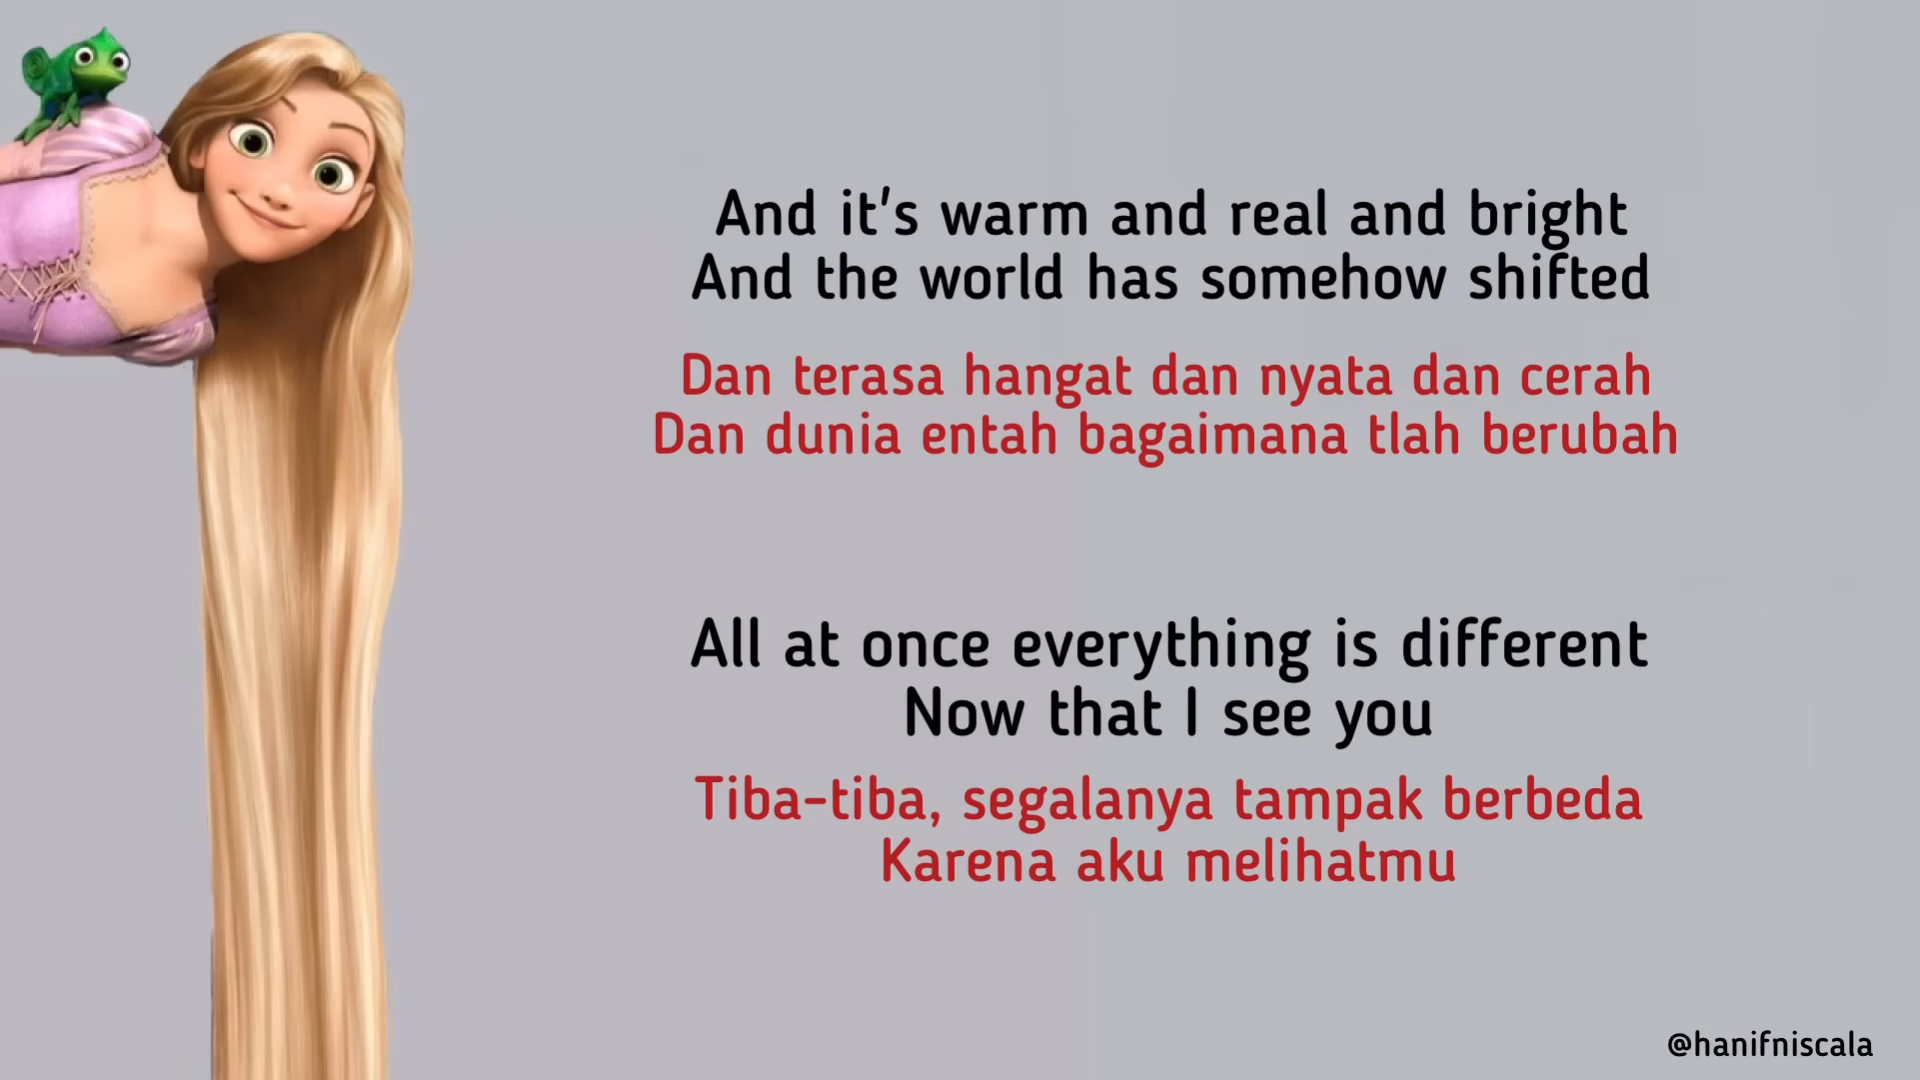 And it's warm and real and bright
And the world has somehow shifted
Dan terasa hangat dan nyata dan cerah
Dan dunia entah bagaimana tlah berubah
All at once everything is different
Now that I see you
Tiba-tiba, segalanya tampak berbeda
Karena aku melihatmu
@hanifniscala